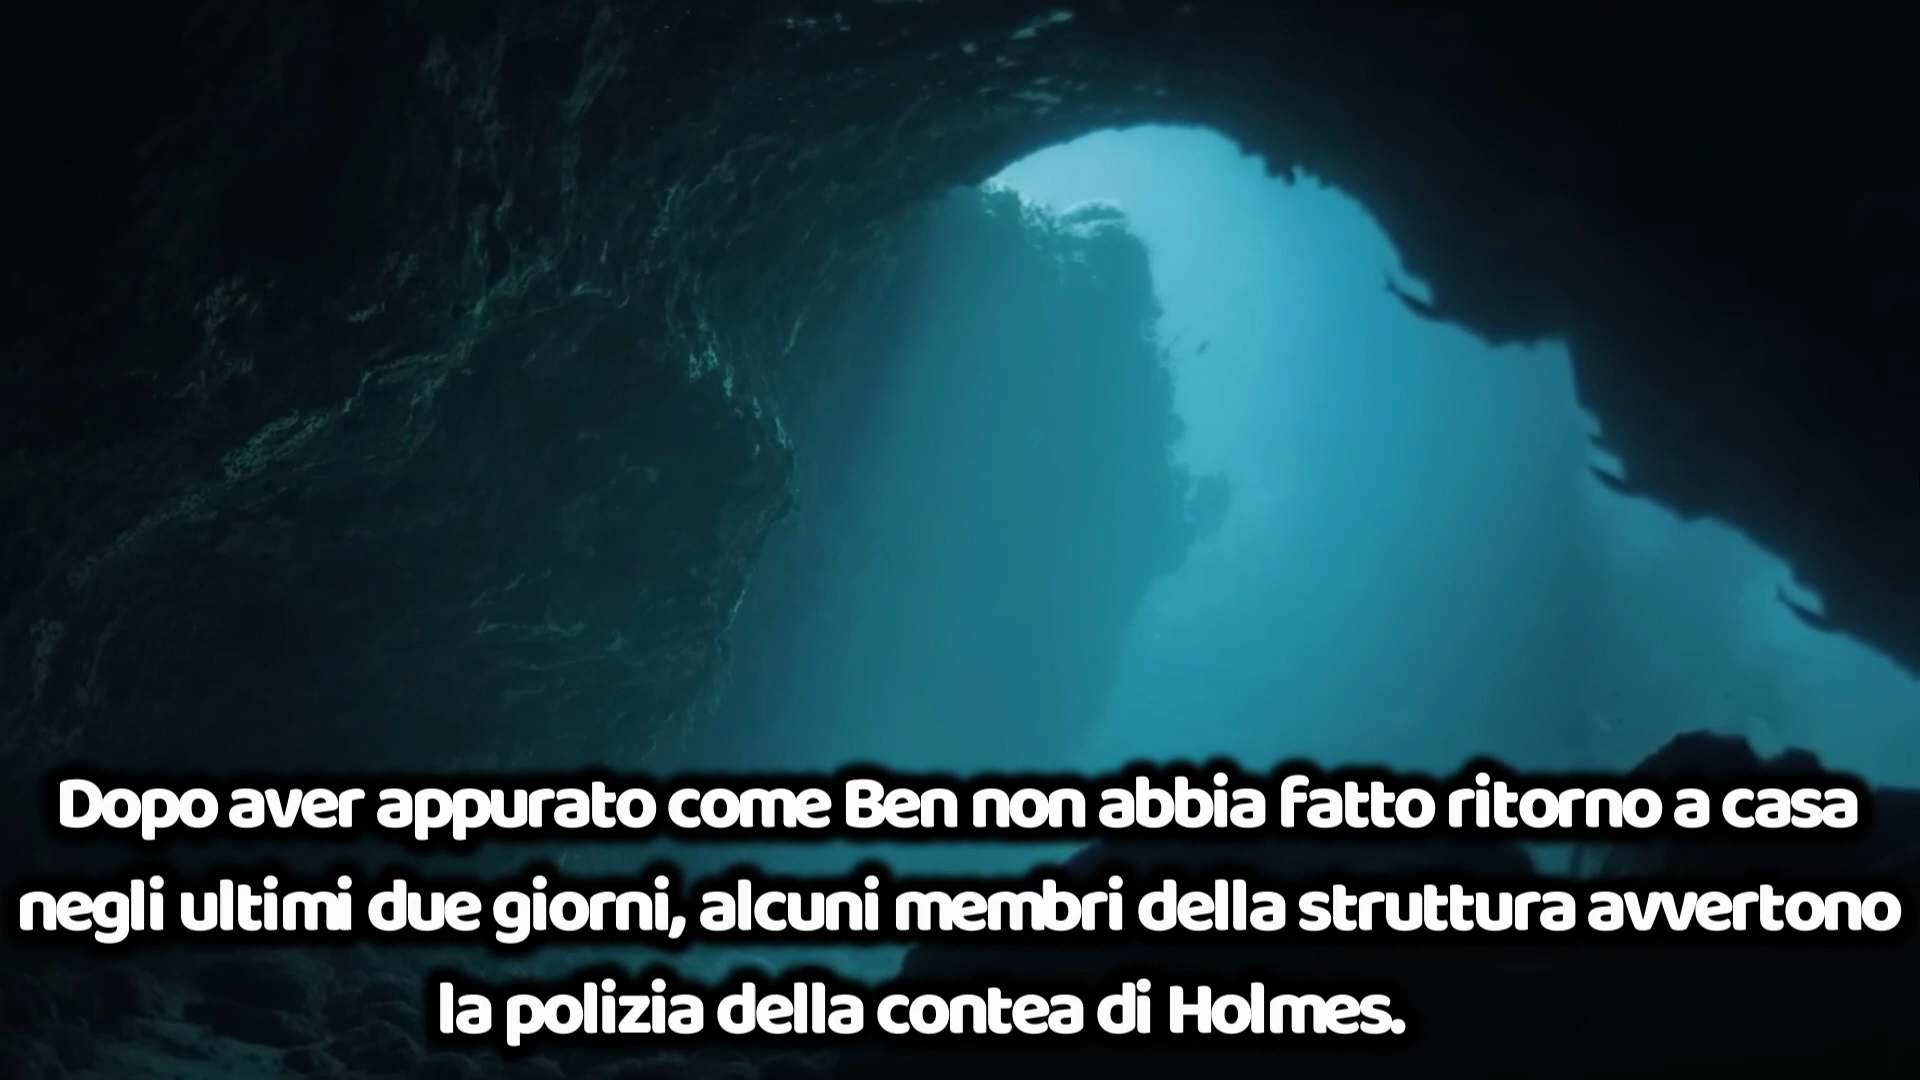 Dopo aver appurato come Ben non abbia fatto ritorno a casa
negli ultimi due giorni, alcuni membri della struttura avvertono
la polizia della contea di Holmes.